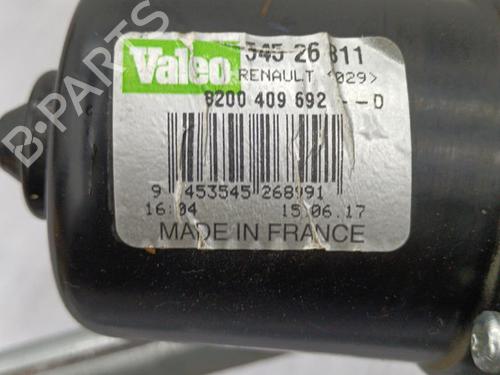 Valeo 545 26 811
RENAULT <029>
8200 409 692 --D
9 453545 268991
16:04 15.06.17
MADE IN FRANCE
B-PARTS